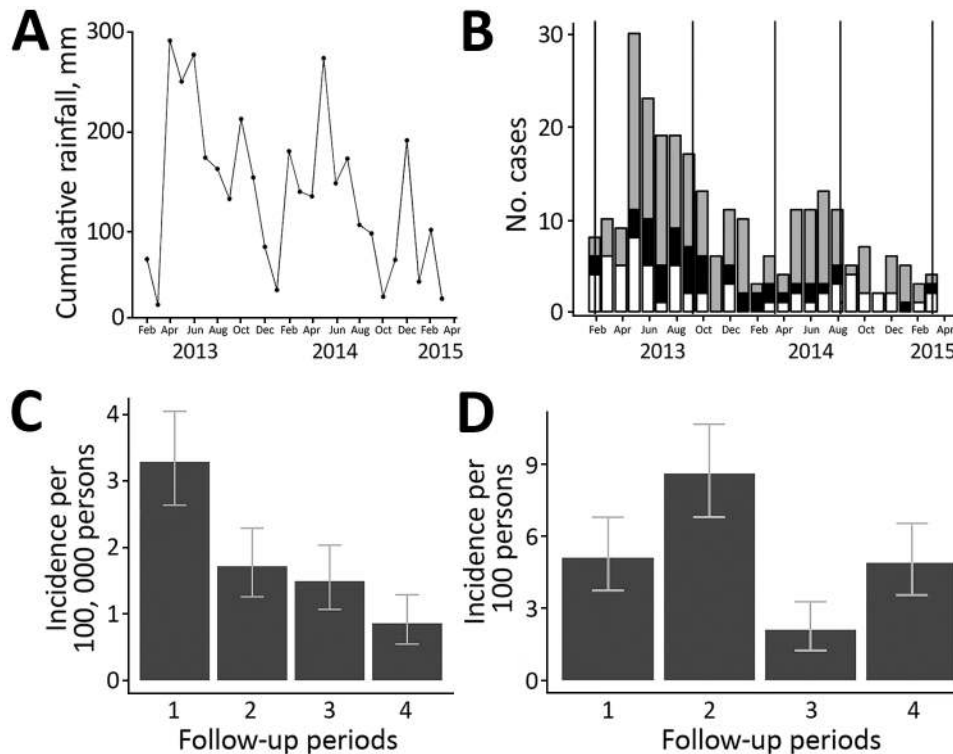 A
Cumulative rainfall, mm
300
200
100
0
Feb Apr Jun Aug Oct Dec Feb Apr Jun Aug Oct Dec Feb Apr
2013 2014 2015
B
No. cases
30
20
10
0
Feb Apr Jun Aug Oct Dec Feb Apr Jun Aug Oct Dec Feb Apr
2013 2014 2015
C
Incidence per
100, 000 persons
4
3
2
1
0
1 2 3 4
Follow-up periods
D
Incidence per
100 persons
9
6
3
0
1 2 3 4
Follow-up periods